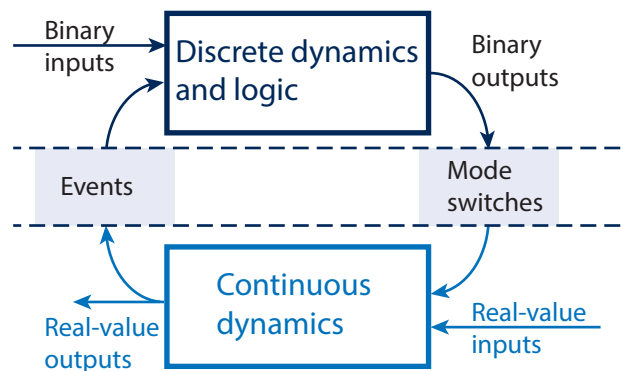 Binary
inputs
Discrete dynamics
and logic
Binary
outputs
Events
Mode
switches
Continuous
dynamics
Real-value
outputs
Real-value
inputs